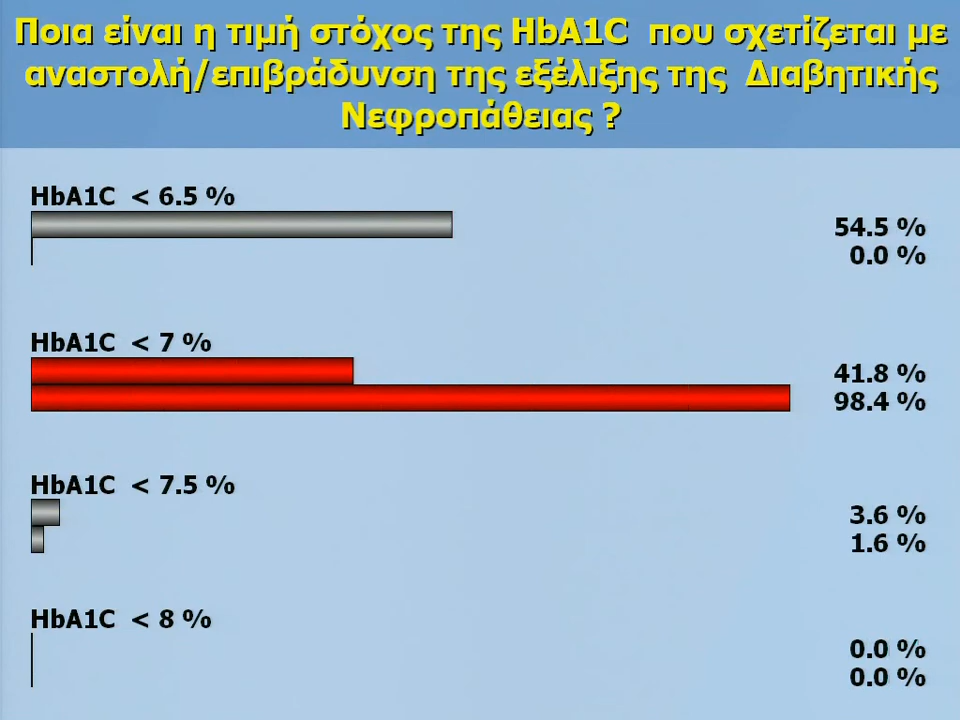 Ποια είναι η τιμή στόχος της HbA1C που σχετίζεται με
αναστολή/επιβράδυνση της εξέλιξης της Διαβητικής
Νεφροπάθειας ?
HbA1C < 6.5 %
54.5 %
0.0 %
HbA1C < 7 %
41.8 %
98.4 %
HbA1C < 7.5 %
3.6 %
1.6 %
HbA1C < 8 %
0.0 %
0.0 %